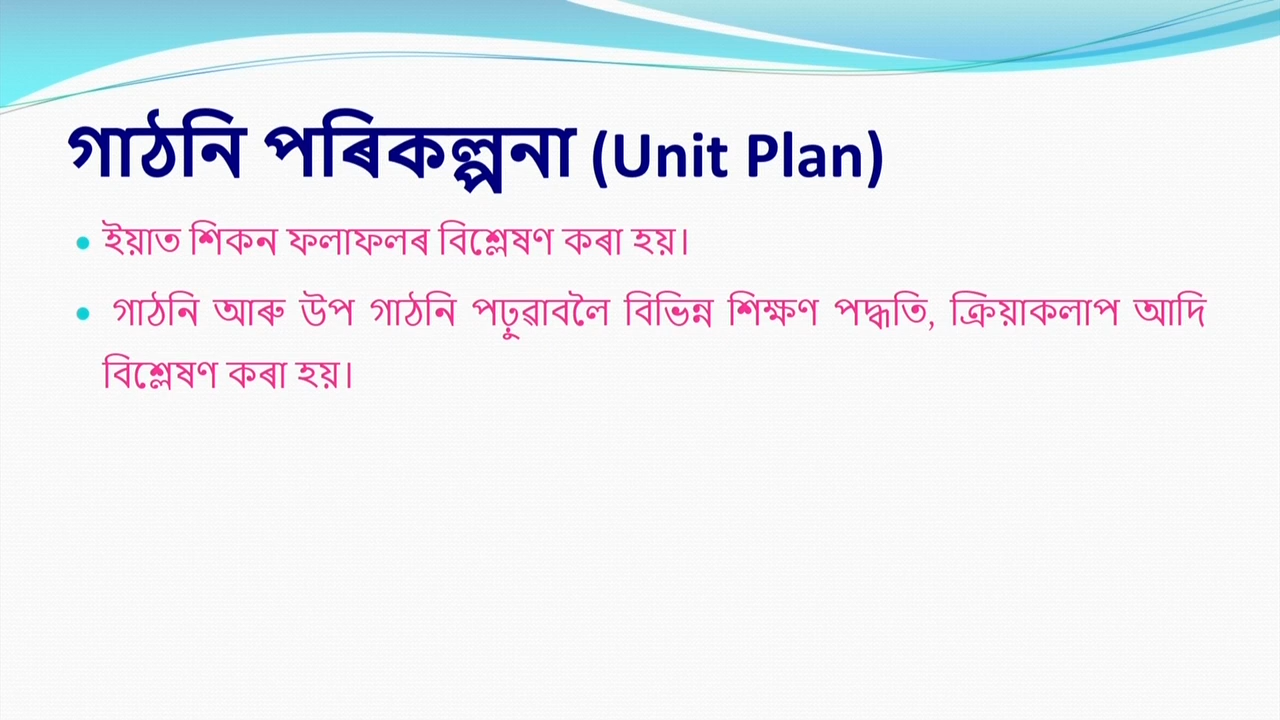 গাঠনি পৰিকল্পনা (Unit Plan)
• ইয়াত শিকন ফলাফলৰ বিশ্লেষণ কৰা হয়।
• গাঠনি আৰু উপ গাঠনি পঢ়ুৱাবলৈ বিভিন্ন শিক্ষণ পদ্ধতি, ক্ৰিয়াকলাপ আদি
বিশ্লেষণ কৰা হয়।